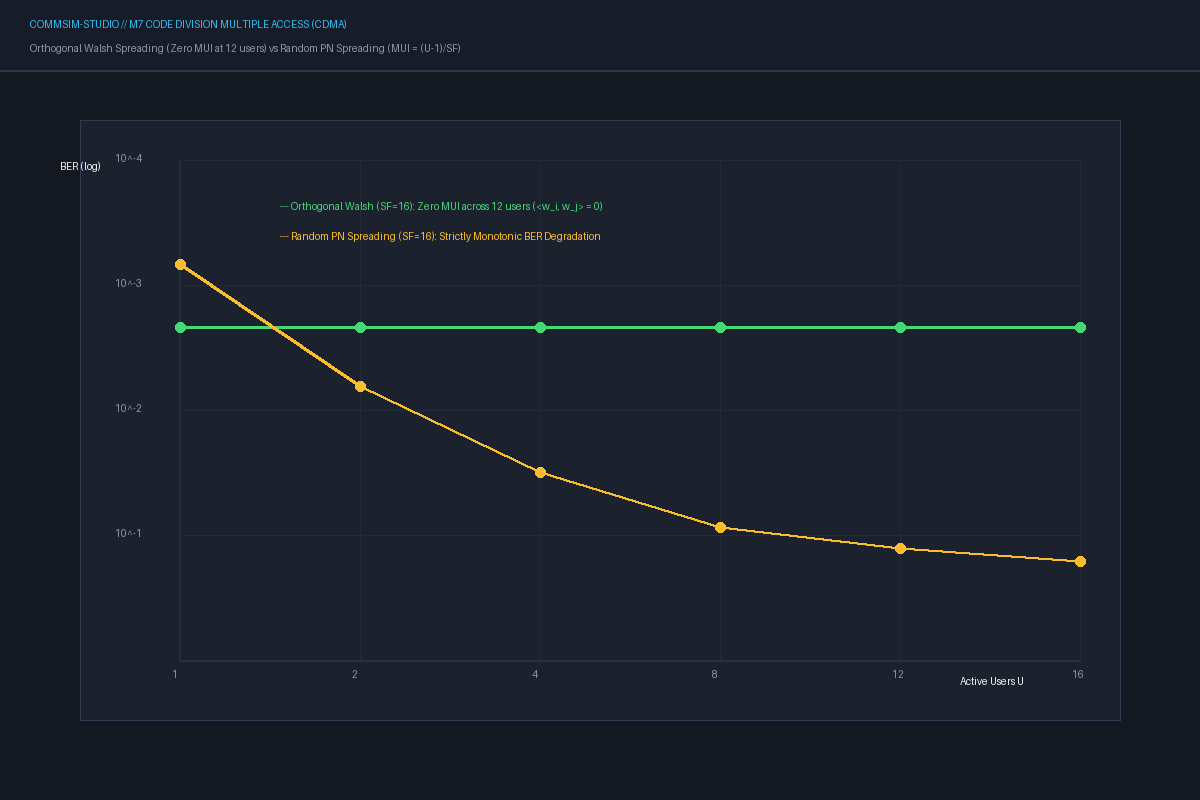 COMMSIM-STUDIO // M7 CODE DIVISION MULTIPLE ACCESS (CDMA)
Orthogonal Walsh Spreading (Zero MUI at 12 users) vs Random PN Spreading (MUI = (U-1)/SF)
BER (log)
10^-4
--- Orthogonal Walsh (SF=16): Zero MUI across 12 users (<w_i, w_j> = 0)
--- Random PN Spreading (SF=16): Strictly Monotonic BER Degradation
10^-3
10^-2
10^-1
1 2 4 8 12 16
Active Users U